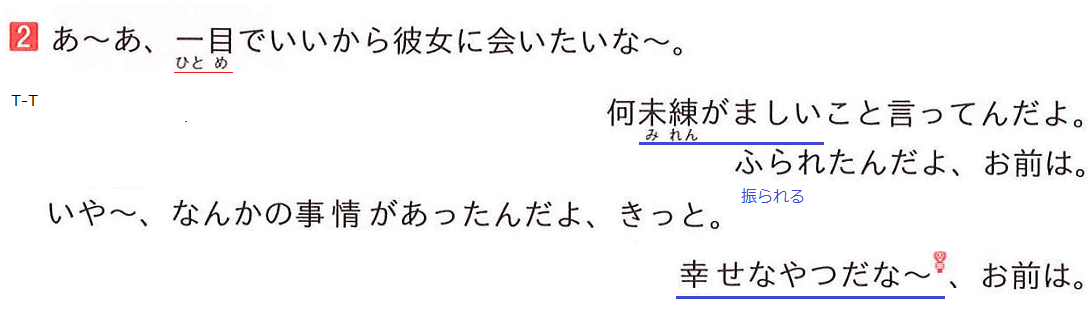 2 あ～あ、一目でいいから彼女に会いたいな～。
ひと め
T-T
何未練がましいこと言ってんだよ。
み れん
ふられたんだよ、お前は。
振られる
いや～、なんかの事情があったんだよ、きっと。
幸せなやつだな～、お前は。